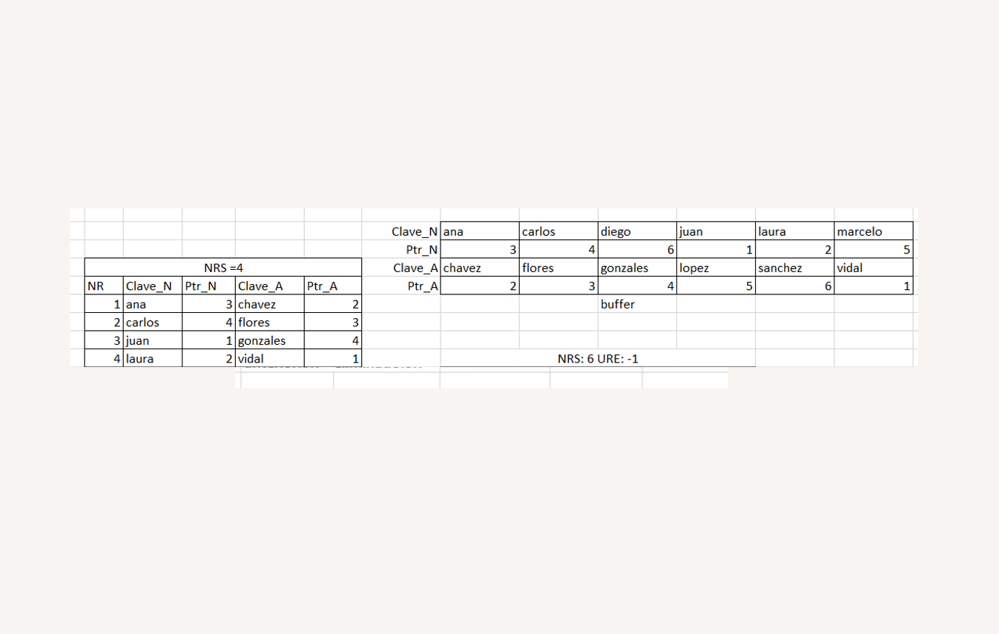 Clave_N ana carlos diego juan laura marcelo
Ptr_N 3 4 6 1 2 5
NRS =4 Clave_A chavez flores gonzales lopez sanchez vidal
NR Clave_N Ptr_N Clave_A Ptr_A Ptr_A 2 3 4 5 6 1
1 ana 3 chavez 2 buffer
2 carlos 4 flores 3
3 juan 1 gonzales 4
4 laura 2 vidal 1 NRS: 6 URE: -1